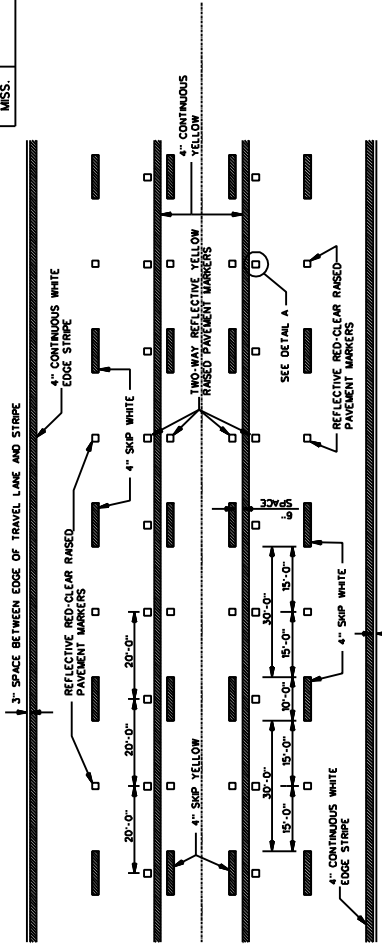 MISS.
3" SPACE BETWEEN EDGE OF TRAVEL LANE AND STRIPE
4" CONTINUOUS WHITE
EDGE STRIPE
REFLECTIVE RED-CLEAR RAISED
PAVEMENT MARKERS
4" SKIP WHITE
4" CONTINUOUS
YELLOW
20'-0"
20'-0"
20'-0"
TWO-WAY REFLECTIVE YELLOW
RAISED PAVEMENT MARKERS
4" SKIP YELLOW
6"
SPACE
SEE DETAIL A
30'-0"
30'-0"
15'-0"
15'-0"
10'-0"
15'-0"
15'-0"
4" SKIP WHITE
REFLECTIVE RED-CLEAR RAISED
PAVEMENT MARKERS
4" CONTINUOUS WHITE
EDGE STRIPE